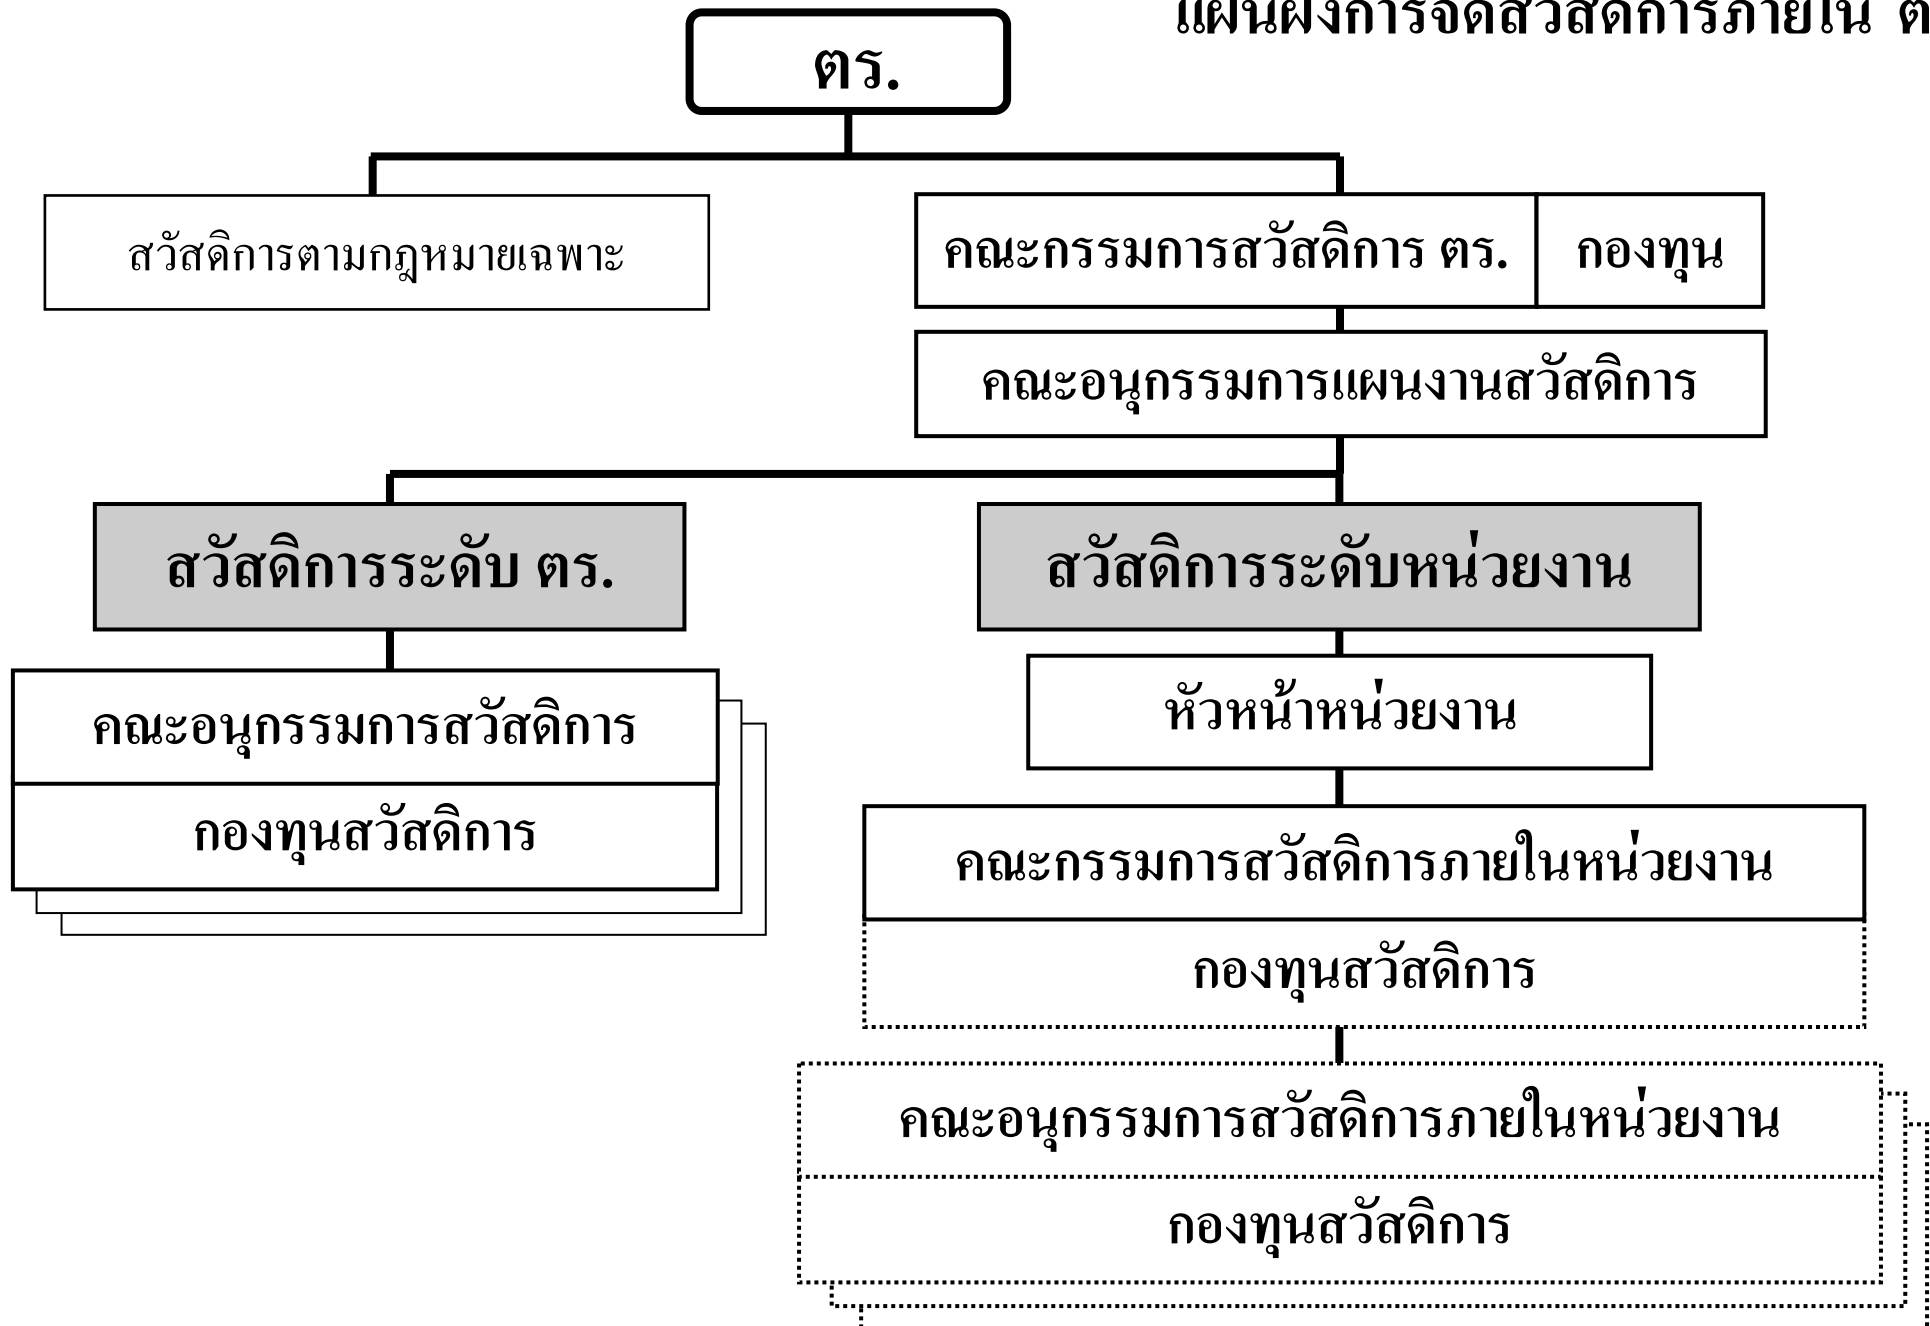 แผนผังการจัดสวัสดิการภายใน
ตร.
สวัสดิการตามกฎหมายเฉพาะ
คณะกรรมการสวัสดิการ ตร. กองทุน
คณะอนุกรรมการแผนงานสวัสดิการ
สวัสดิการระดับ ตร.
สวัสดิการระดับหน่วยงาน
คณะอนุกรรมการสวัสดิการ
กองทุนสวัสดิการ
หัวหน้าหน่วยงาน
คณะกรรมการสวัสดิการภายในหน่วยงาน
กองทุนสวัสดิการ
คณะอนุกรรมการสวัสดิการภายในหน่วยงาน
กองทุนสวัสดิการ